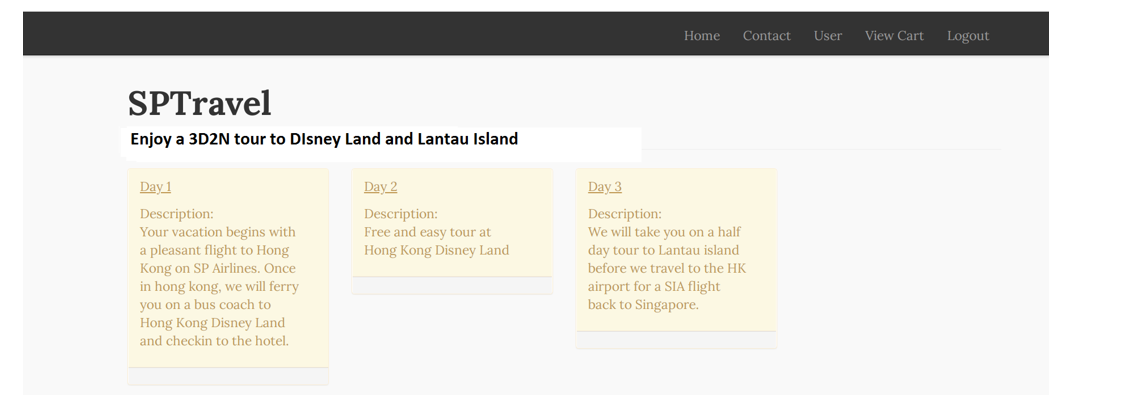 Home Contact User View Cart Logout
SPTravel
Enjoy a 3D2N tour to DIsney Land and Lantau Island
Day 1
Description:
Your vacation begins with
a pleasant flight to Hong
Kong on SP Airlines. Once
in hong kong, we will ferry
you on a bus coach to
Hong Kong Disney Land
and checkin to the hotel.
Day 2
Description:
Free and easy tour at
Hong Kong Disney Land
Day 3
Description:
We will take you on a half
day tour to Lantau island
before we travel to the HK
airport for a SIA flight
back to Singapore.